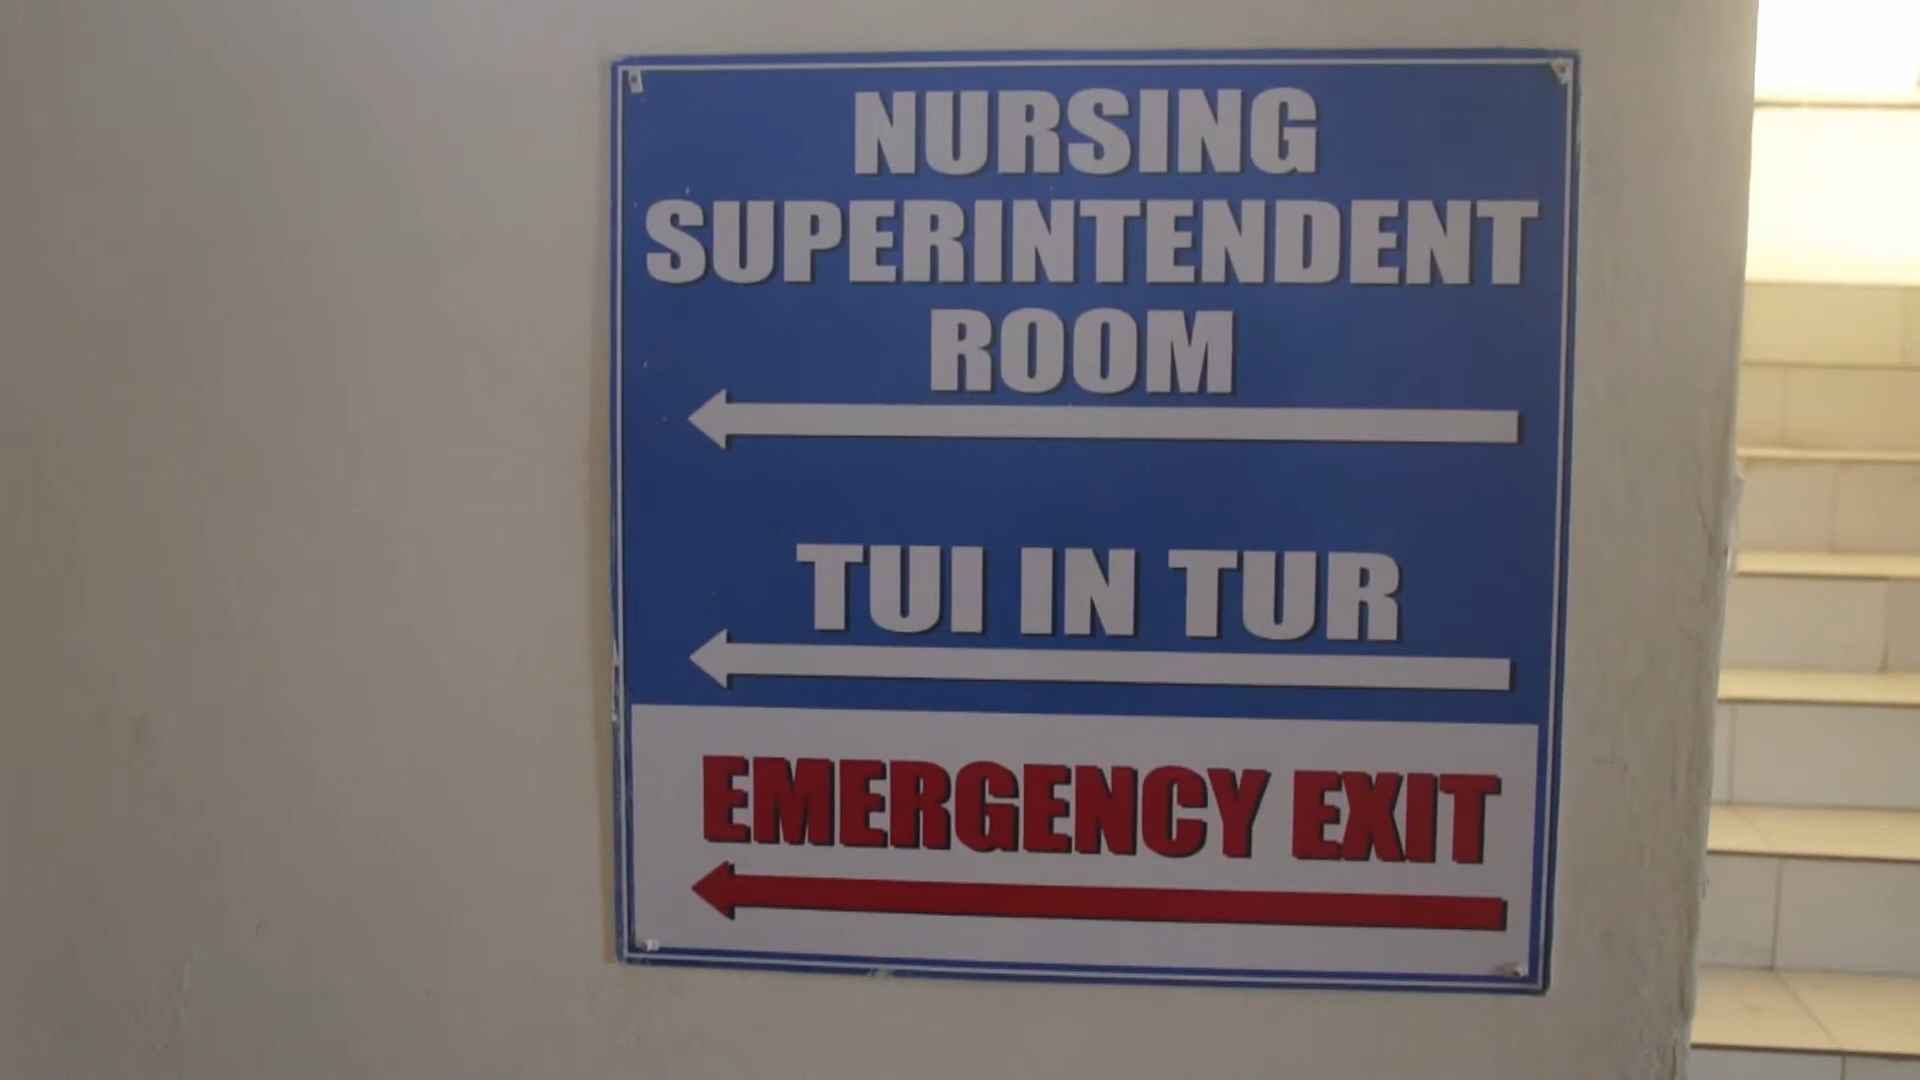 NURSING
SUPERINTENDENT
ROOM
TUI IN TUR
EMERGENCY EXIT